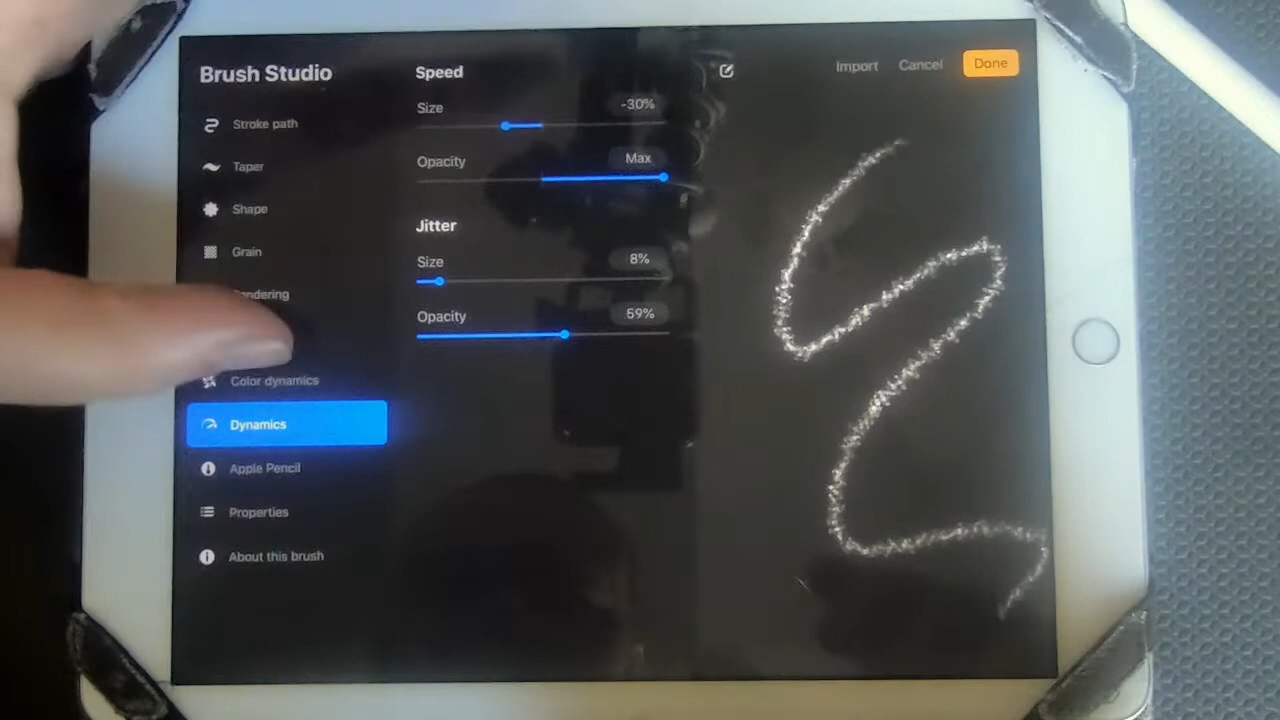 Brush Studio
Stroke path
Taper
Shape
Grain
ndering
Color dynamics
Dynamics
Apple Pencil
Properties
About this brush
Speed
Size -30%
Opacity Max
Jitter
Size 8%
Opacity 59%
Import Cancel Done